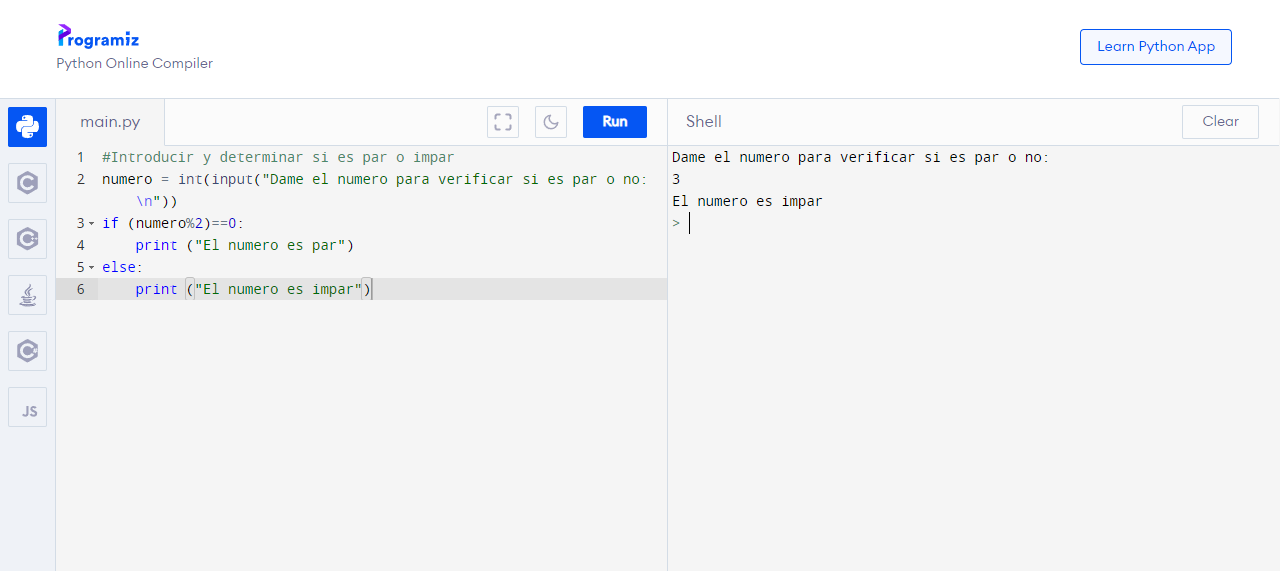 Programiz
Python Online Compiler
Learn Python App
main.py
Run
Shell
Clear
1 #Introducir y determinar si es par o impar
2 numero = int(input("Dame el numero para verificar si es par o no:
\n"))
3 if (numero%2)==0:
4 print ("El numero es par")
5 else:
6 print ("El numero es impar")
Dame el numero para verificar si es par o no:
3
El numero es impar
>
C
C++
C#
JS